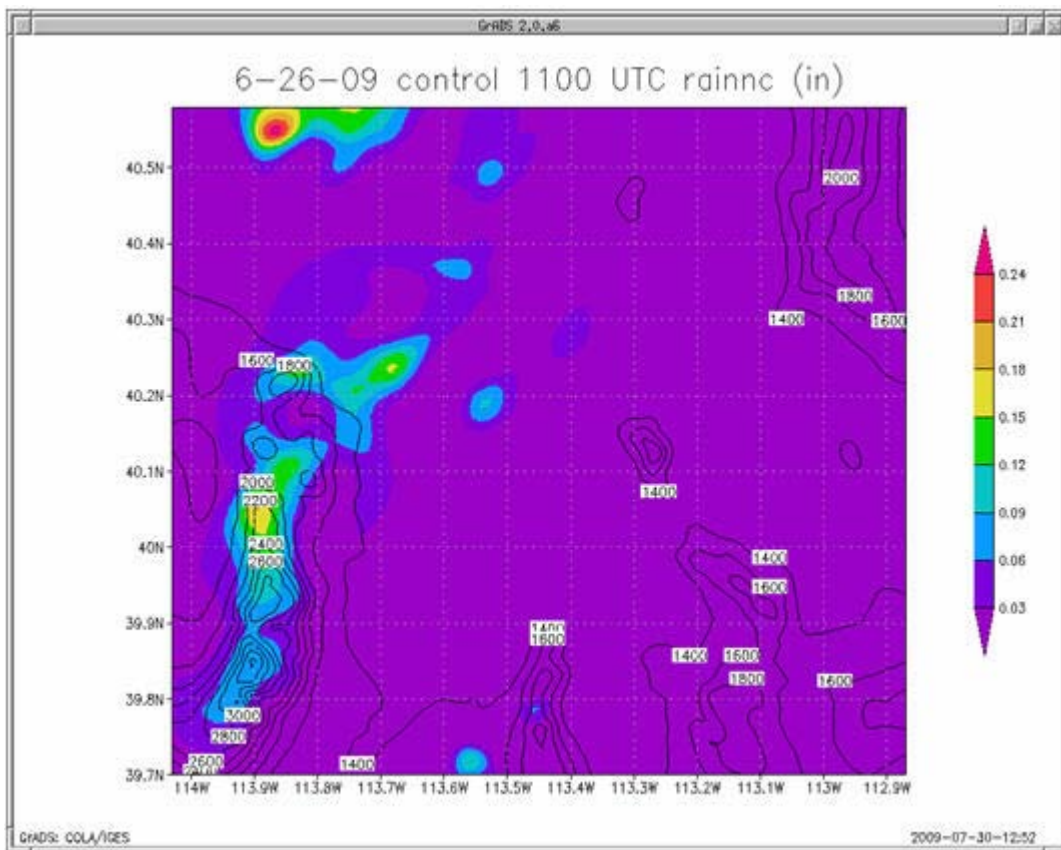 GrADS 2.0.a6
6-26-09 control 1100 UTC rainnc (in)
40.5N
40.4N
40.3N
40.2N
40.1N
40N
39.9N
39.8N
39.7N
114W 113.9W 113.8W 113.7W 113.6W 113.5W 113.4W 113.3W 113.2W 113.1W 113W 112.9W
2000
1800
1400 1600
1600 1800
1400
2000
2200
2400
2600
1400
1600
1400
1600
1400 1600
1800
1600
3000
2800
2600
1400
0.24
0.21
0.18
0.15
0.12
0.09
0.06
0.03
GrADS: COLA/IGES
2009-07-30-12:52